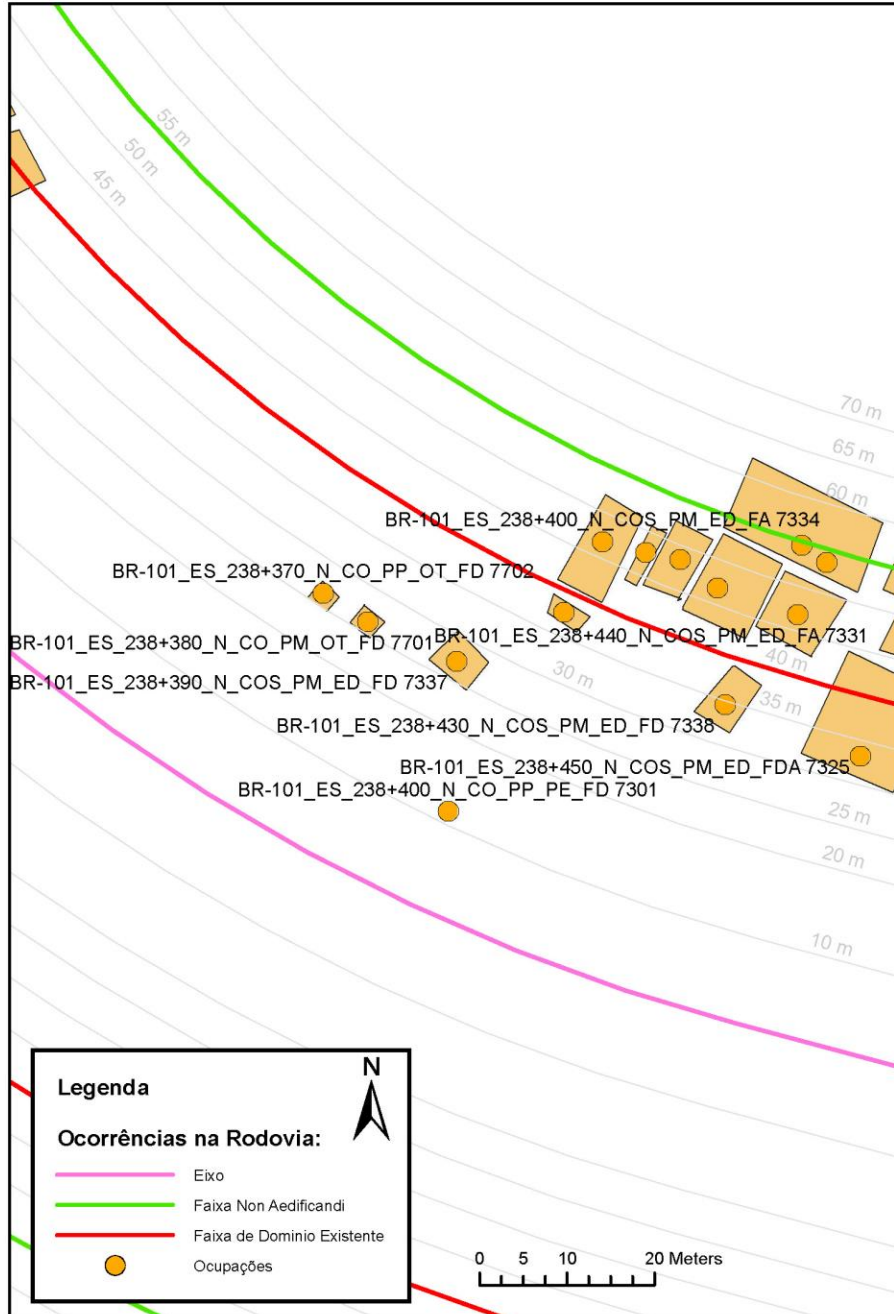 55 m
50 m
45 m
70 m
65 m
60 m
BR-101_ES_238+400_N_COS_PM_ED_FA 7334
BR-101_ES_238+370_N_CO_PP_OT_FD 7702
BR-101_ES_238+380_N_CO_PM_OT_FD 7701
BR-101_ES_238+440_N_COS_PM_ED_FA 7331
40 m
BR-101_ES_238+390_N_COS_PM_ED_FD 7337
30 m
35 m
BR-101_ES_238+430_N_COS_PM_ED_FD 7338
BR-101_ES_238+450_N_COS_PM_ED_FDA 7325
BR-101_ES_238+400_N_CO_PP_PE_FD 7301
25 m
20 m
10 m
N
Legenda
Ocorrências na Rodovia:
Eixo
Faixa Non Aedificandi
Faixa de Dominio Existente
Ocupações
0 5 10 20 Meters